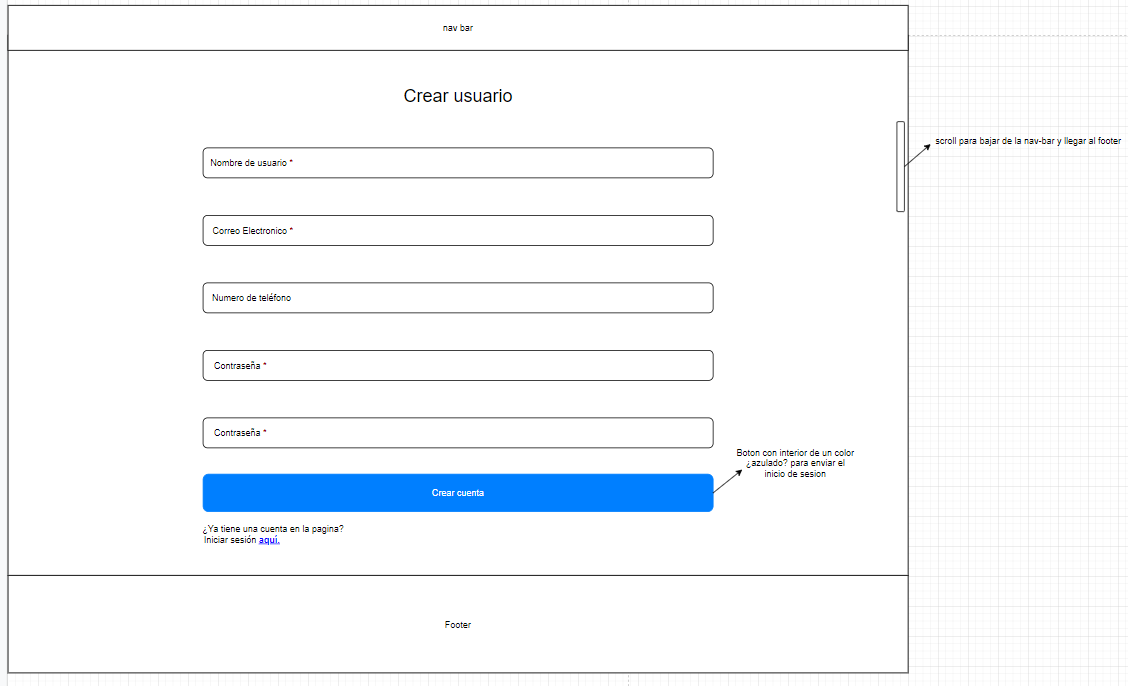 nav bar
Crear usuario
scroll para bajar de la nav-bar y llegar al footer
Nombre de usuario *
Correo Electronico *
Numero de teléfono
Contraseña *
Contraseña *
Boton con interior de un color
¿azulado? para enviar el
inicio de sesion
Crear cuenta
¿Ya tiene una cuenta en la pagina?
Iniciar sesión aquí.
Footer